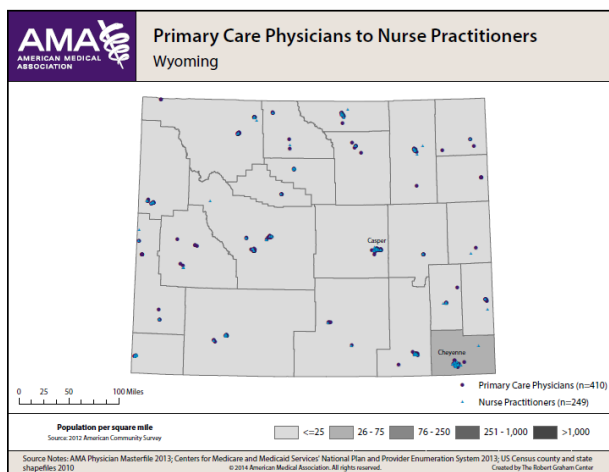 AMA
AMERICAN MEDICAL
ASSOCIATION
Primary Care Physicians to Nurse Practitioners
Wyoming
Casper
Cheyenne
0 25 50 100 Miles
Primary Care Physicians (n=410)
Nurse Practitioners (n=249)
Population per square mile
Source: 2012 American Community Survey
<=25 26 - 75 76 - 250 251 - 1,000 >1,000
Source Notes: AMA Physician Masterfile 2013; Centers for Medicare and Medicaid Services' National Plan and Provider Enumeration System 2013; US Census county and state
shapefiles 2010 © 2014 American Medical Association. All rights reserved. Created by The Robert Graham Center